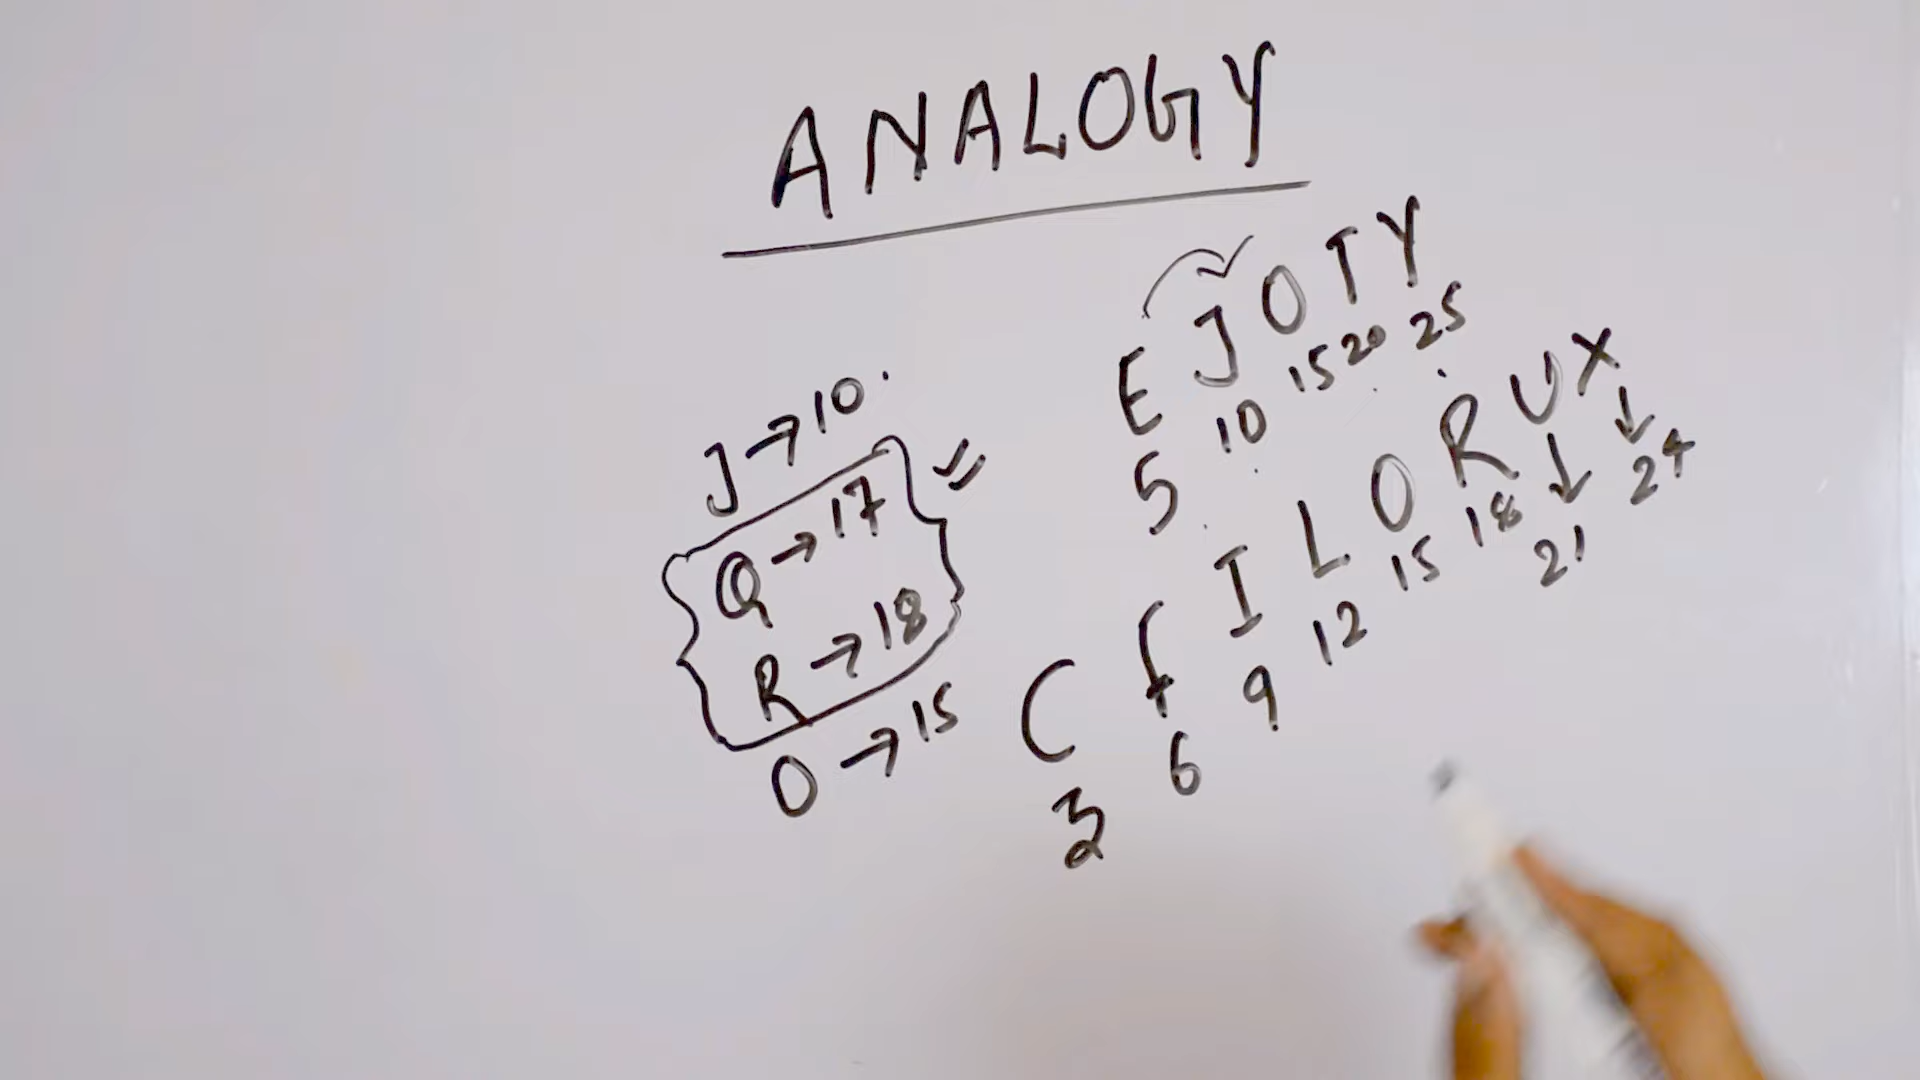 ANALOGY
E J O T Y
5 10 15 20 25
J → 10
Q → 17
R → 18
O → 15
C F I L O R U X
3 6 9 12 15 18 21 24